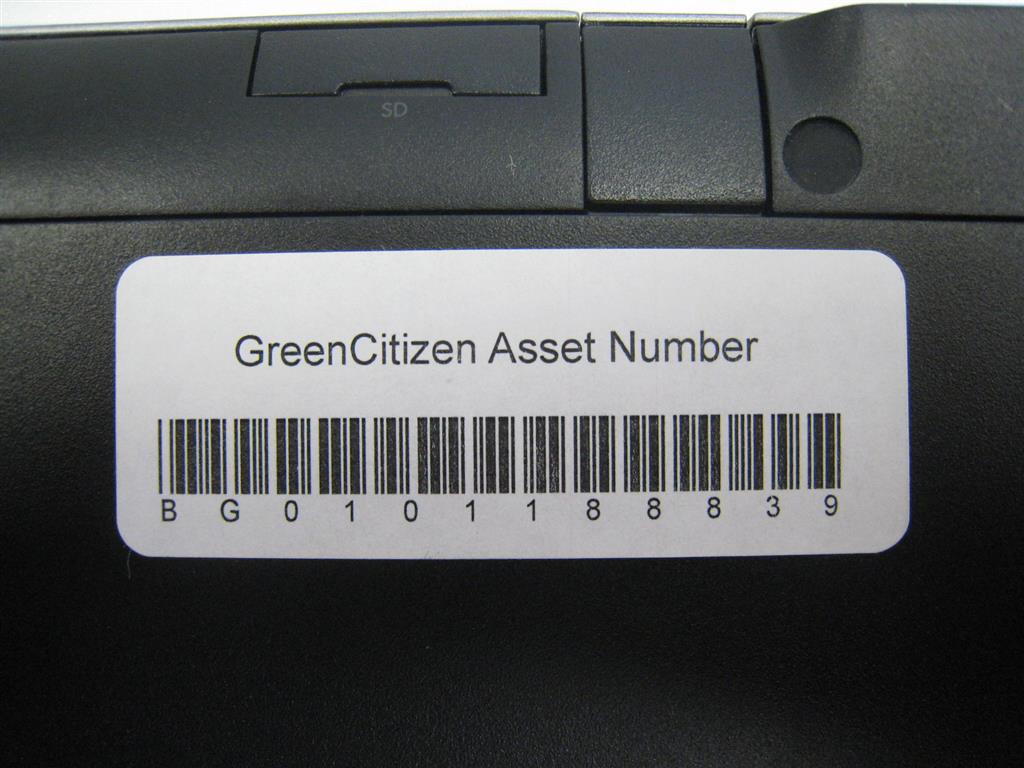 SD
GreenCitizen Asset Number
BG0101188839